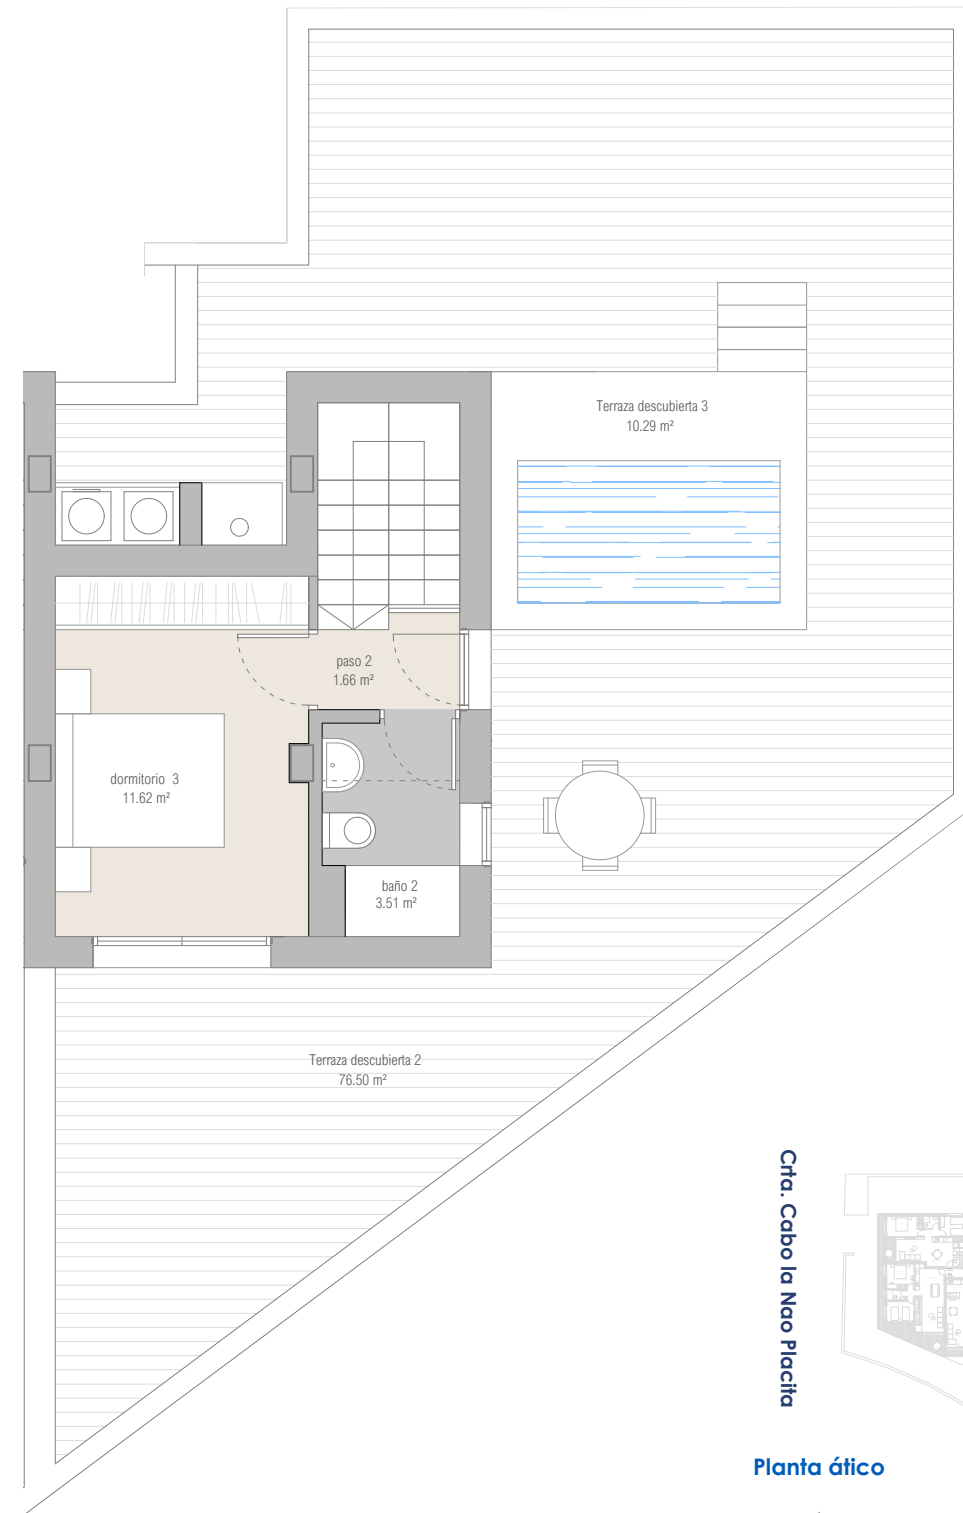 Terraza descubierta 3
10.29 m²
paso 2
1.66 m²
dormitorio 3
11.62 m²
baño 2
3.51 m²
Terraza descubierta 2
76.50 m²
Crta. Cabo la Nao Placita
Planta ático